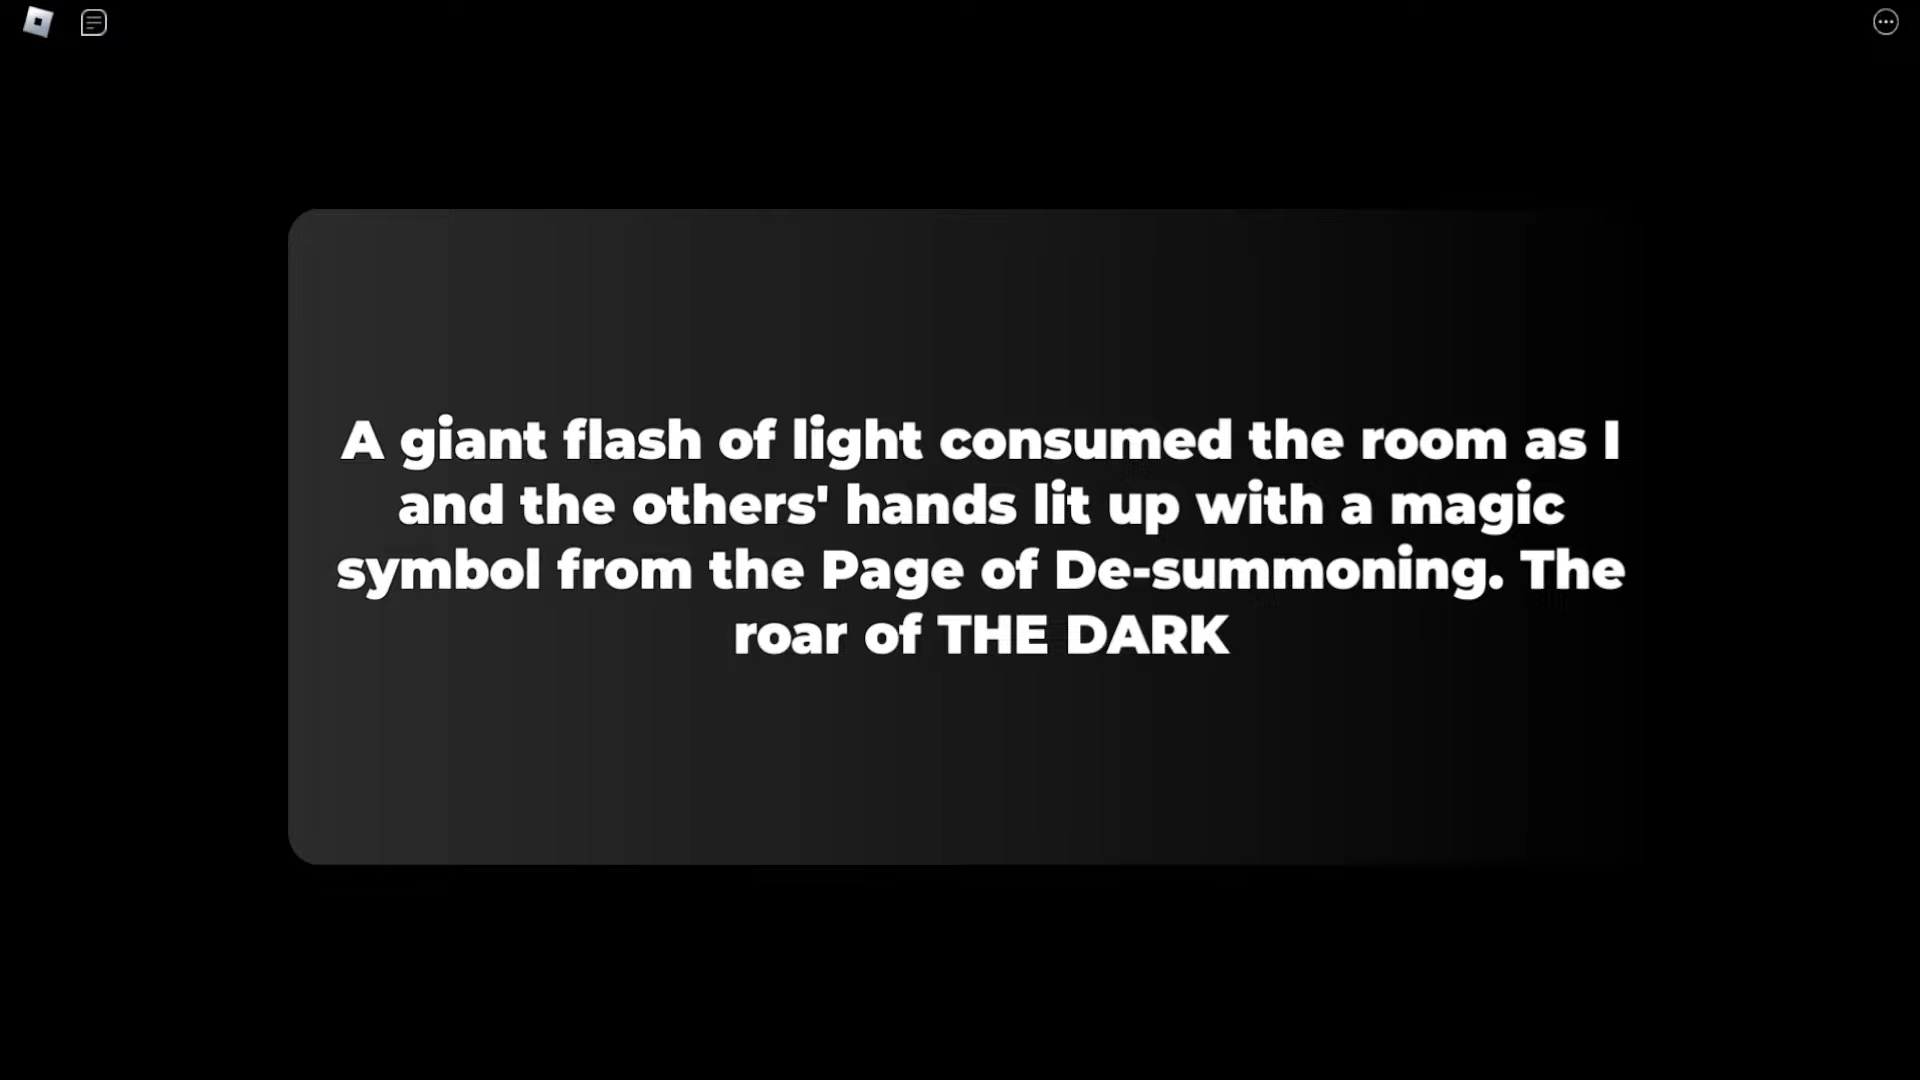 A giant flash of light consumed the room as I
and the others' hands lit up with a magic
symbol from the Page of De-summoning. The
roar of THE DARK